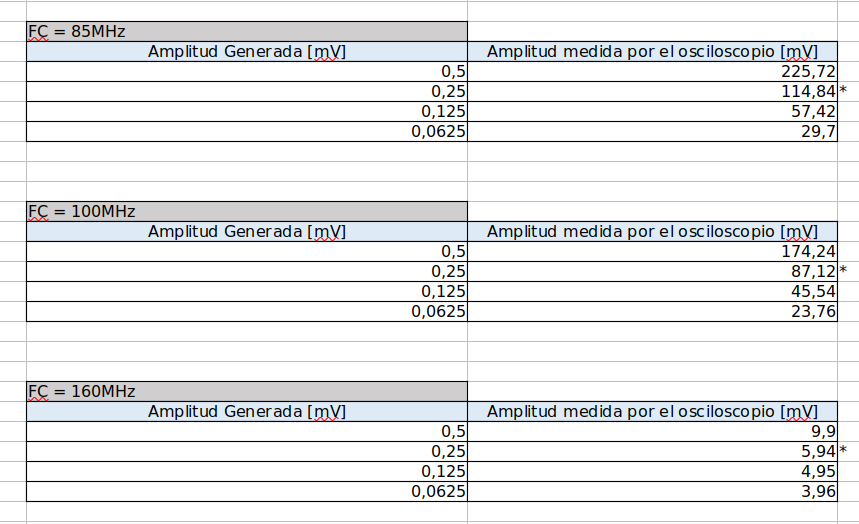 FC = 85MHz
Amplitud Generada [mV] Amplitud medida por el osciloscopio [mV]
0,5 225,72
0,25 114,84 *
0,125 57,42
0,0625 29,7
FC = 100MHz
Amplitud Generada [mV] Amplitud medida por el osciloscopio [mV]
0,5 174,24
0,25 87,12 *
0,125 45,54
0,0625 23,76
FC = 160MHz
Amplitud Generada [mV] Amplitud medida por el osciloscopio [mV]
0,5 9,9
0,25 5,94 *
0,125 4,95
0,0625 3,96